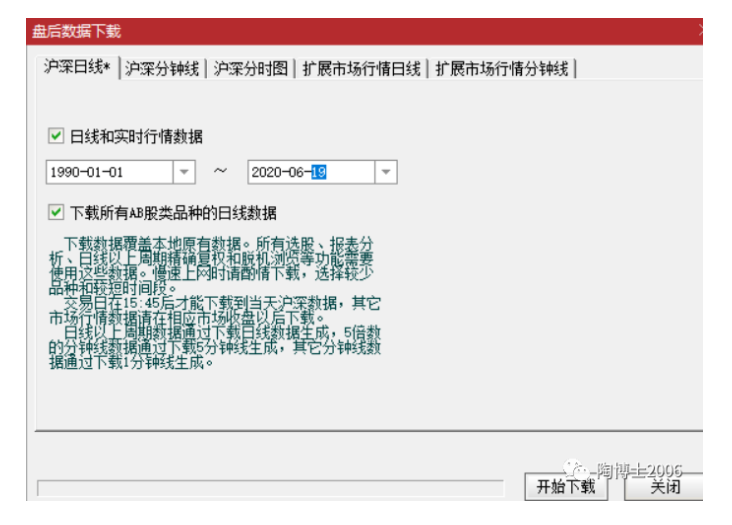 盘后数据下载
沪深日线* 沪深分钟线 沪深分时图 扩展市场行情日线 扩展市场行情分钟线
日线和实时行情数据
1990-01-01 ~ 2020-06-19
下载所有AB股类品种的日线数据
下载数据覆盖本地原有数据。所有选股、报表分
析、日线以上周期精确复权和脱机浏览等功能需要
使用这些数据。慢速上网时请酌情下载，选择较少
品种和较短时间段。
交易日在15:45后才能下载到当天沪深数据，其它
市场行情数据请在相应市场收盘以后下载。
日线以上周期数据通过下载日线数据生成，5倍数
的分钟线数据通过下载5分钟线生成，其它分钟线数
据通过下载1分钟线生成。
陶博士2006
开始下载 关闭